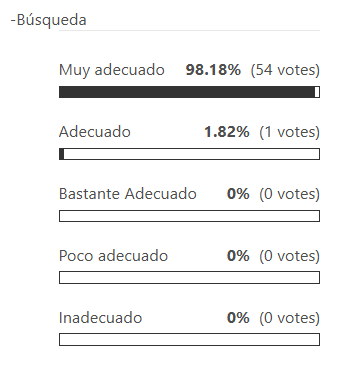 -Búsqueda
Muy adecuado 98.18% (54 votes)
Adecuado 1.82% (1 votes)
Bastante Adecuado 0% (0 votes)
Poco adecuado 0% (0 votes)
Inadecuado 0% (0 votes)